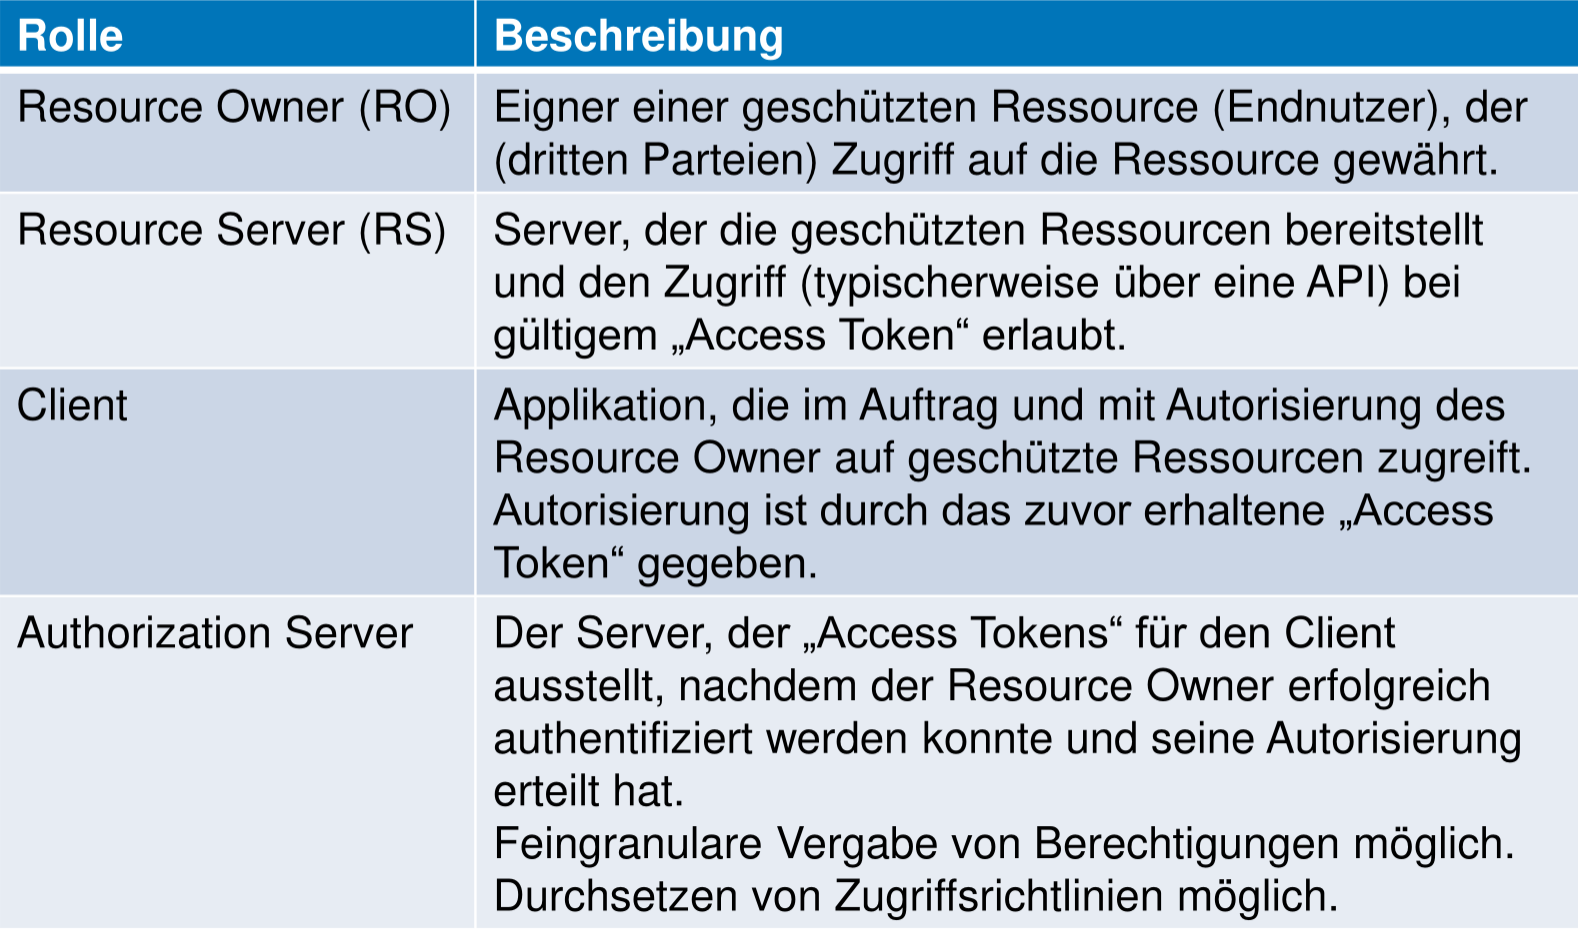 Rolle
Beschreibung
Resource Owner (RO)
Eigner einer geschützten Ressource (Endnutzer), der
(dritten Parteien) Zugriff auf die Ressource gewährt.
Resource Server (RS)
Server, der die geschützten Ressourcen bereitstellt
und den Zugriff (typischerweise über eine API) bei
gültigem „Access Token“ erlaubt.
Client
Applikation, die im Auftrag und mit Autorisierung des
Resource Owner auf geschützte Ressourcen zugreift.
Autorisierung ist durch das zuvor erhaltene „Access
Token“ gegeben.
Authorization Server
Der Server, der „Access Tokens“ für den Client
ausstellt, nachdem der Resource Owner erfolgreich
authentifiziert werden konnte und seine Autorisierung
erteilt hat.
Feingranulare Vergabe von Berechtigungen möglich.
Durchsetzen von Zugriffsrichtlinien möglich.